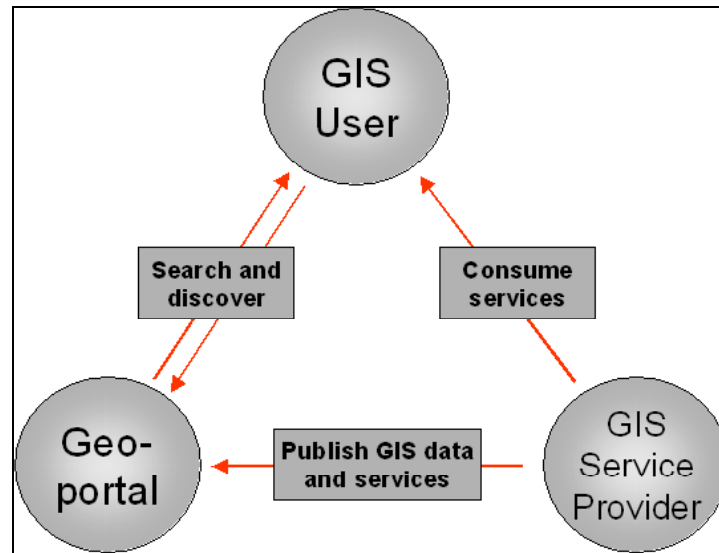 GIS
User
Search and
discover
Consume
services
Geo-
portal
Publish GIS data
and services
GIS
Service
Provider